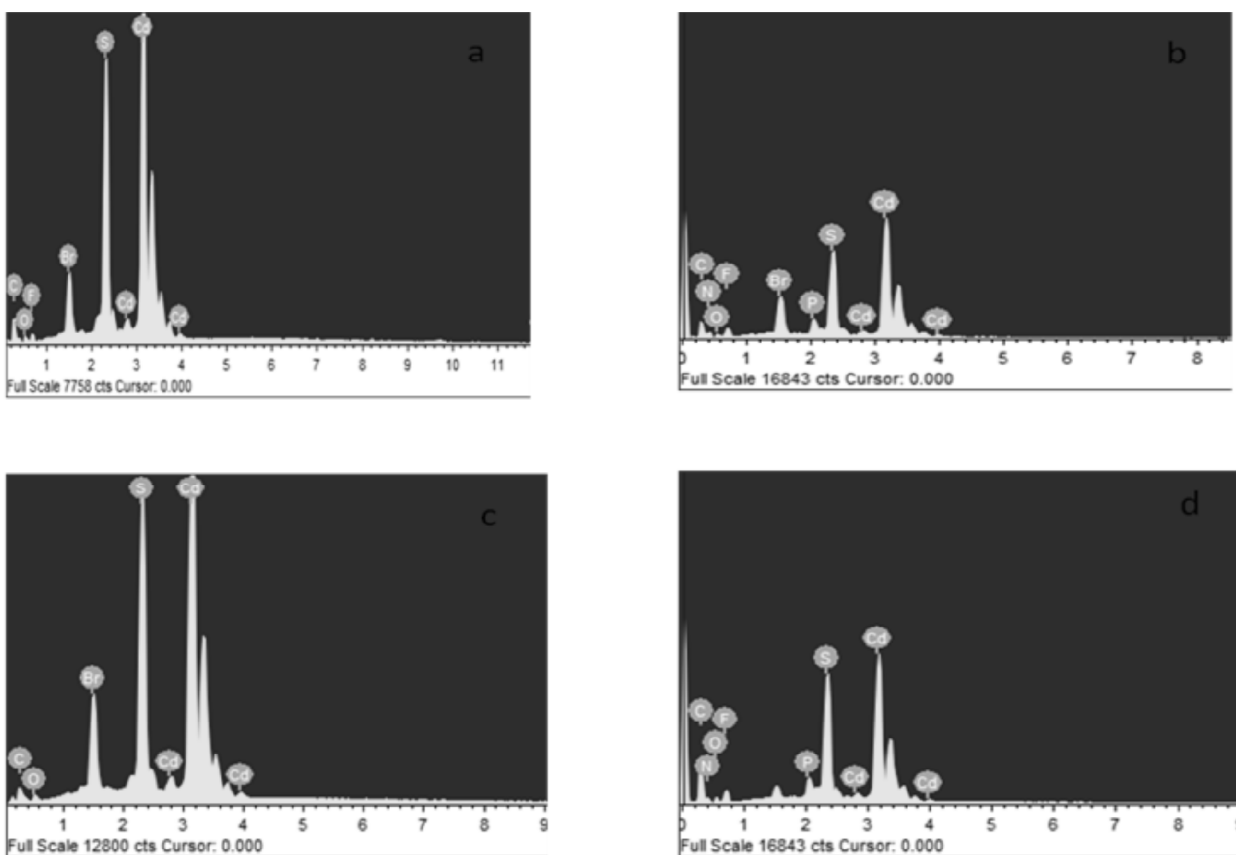 a
Cd
S
Br
C
F
O
Cd
Cd
1 2 3 4 5 6 7 8 9 10 11
Full Scale 7758 cts Cursor: 0.000
b
Cd
S
C
F
Br
N
P
O
Cd
Cd
0 1 2 3 4 5 6 7 8
Full Scale 16843 cts Cursor: 0.000
c
S
Cd
Br
C
O
Cd
Cd
1 2 3 4 5 6 7 8 9
Full Scale 12800 cts Cursor: 0.000
d
Cd
S
C
F
O
N
P
Cd
Cd
0 1 2 3 4 5 6 7 8 9
Full Scale 16843 cts Cursor: 0.000